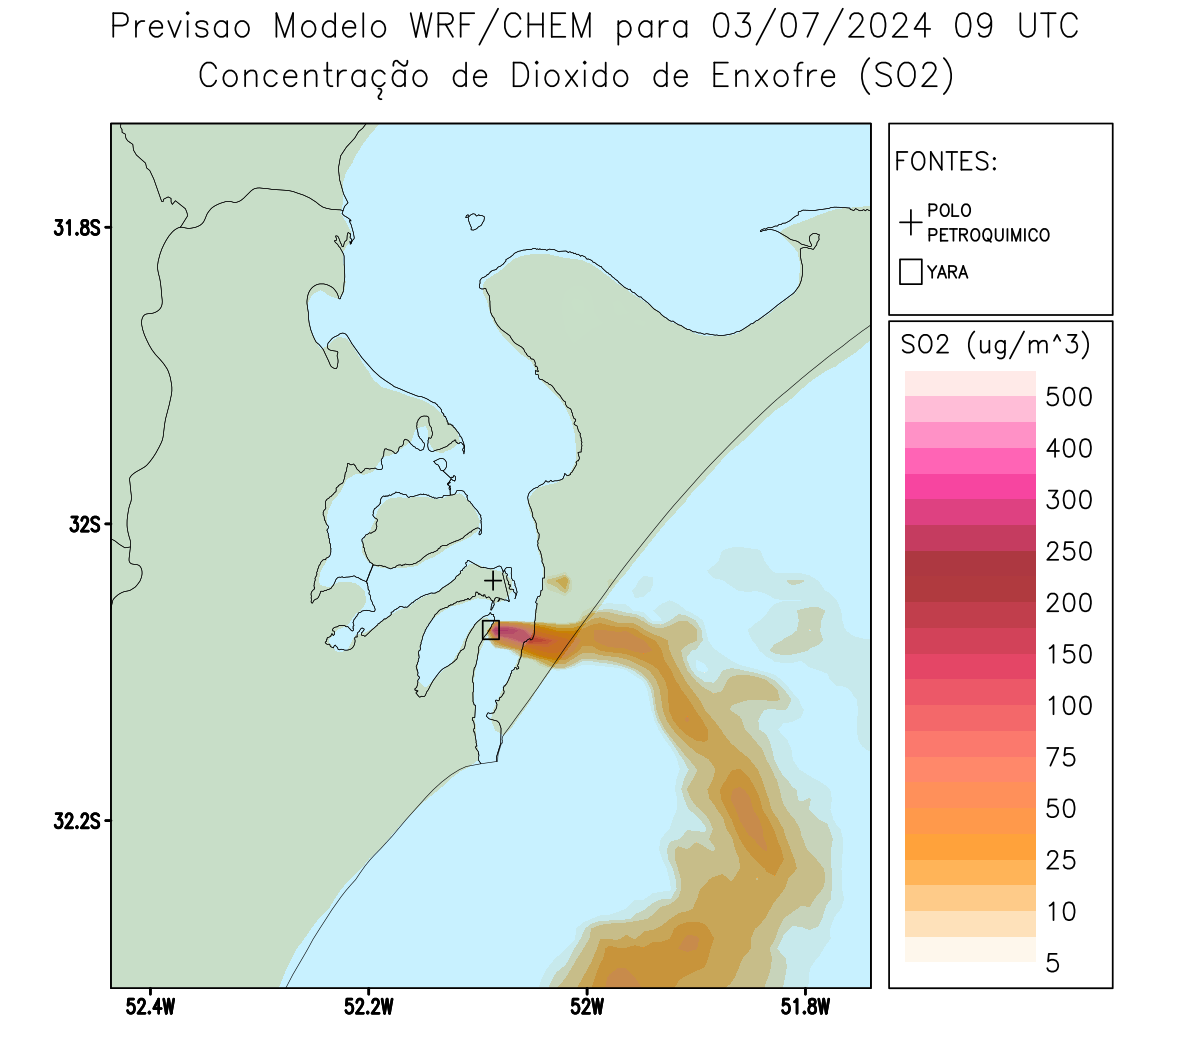 Previsao Modelo WRF/CHEM para 03/07/2024 09 UTC
Concentração de Dioxido de Enxofre (SO2)
FONTES:
POLO
PETROQUIMICO
YARA
SO2 (ug/m^3)
500
400
300
250
200
150
100
75
50
25
10
5
31.8S
32S
32.2S
52.4W
52.2W
52W
51.8W